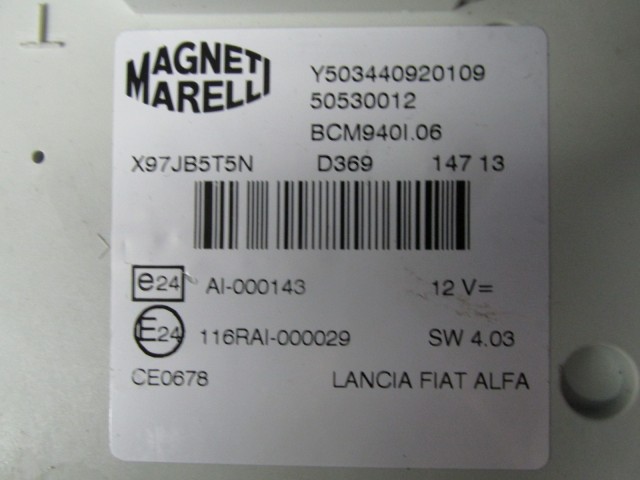 MAGNETI
MARELLI
Y503440920109
50530012
BCM940I.06
X97JB5T5N D369 147 13
e24 AI-000143 12 V=
E24 116RAI-000029 SW 4.03
CE0678 LANCIA FIAT ALFA